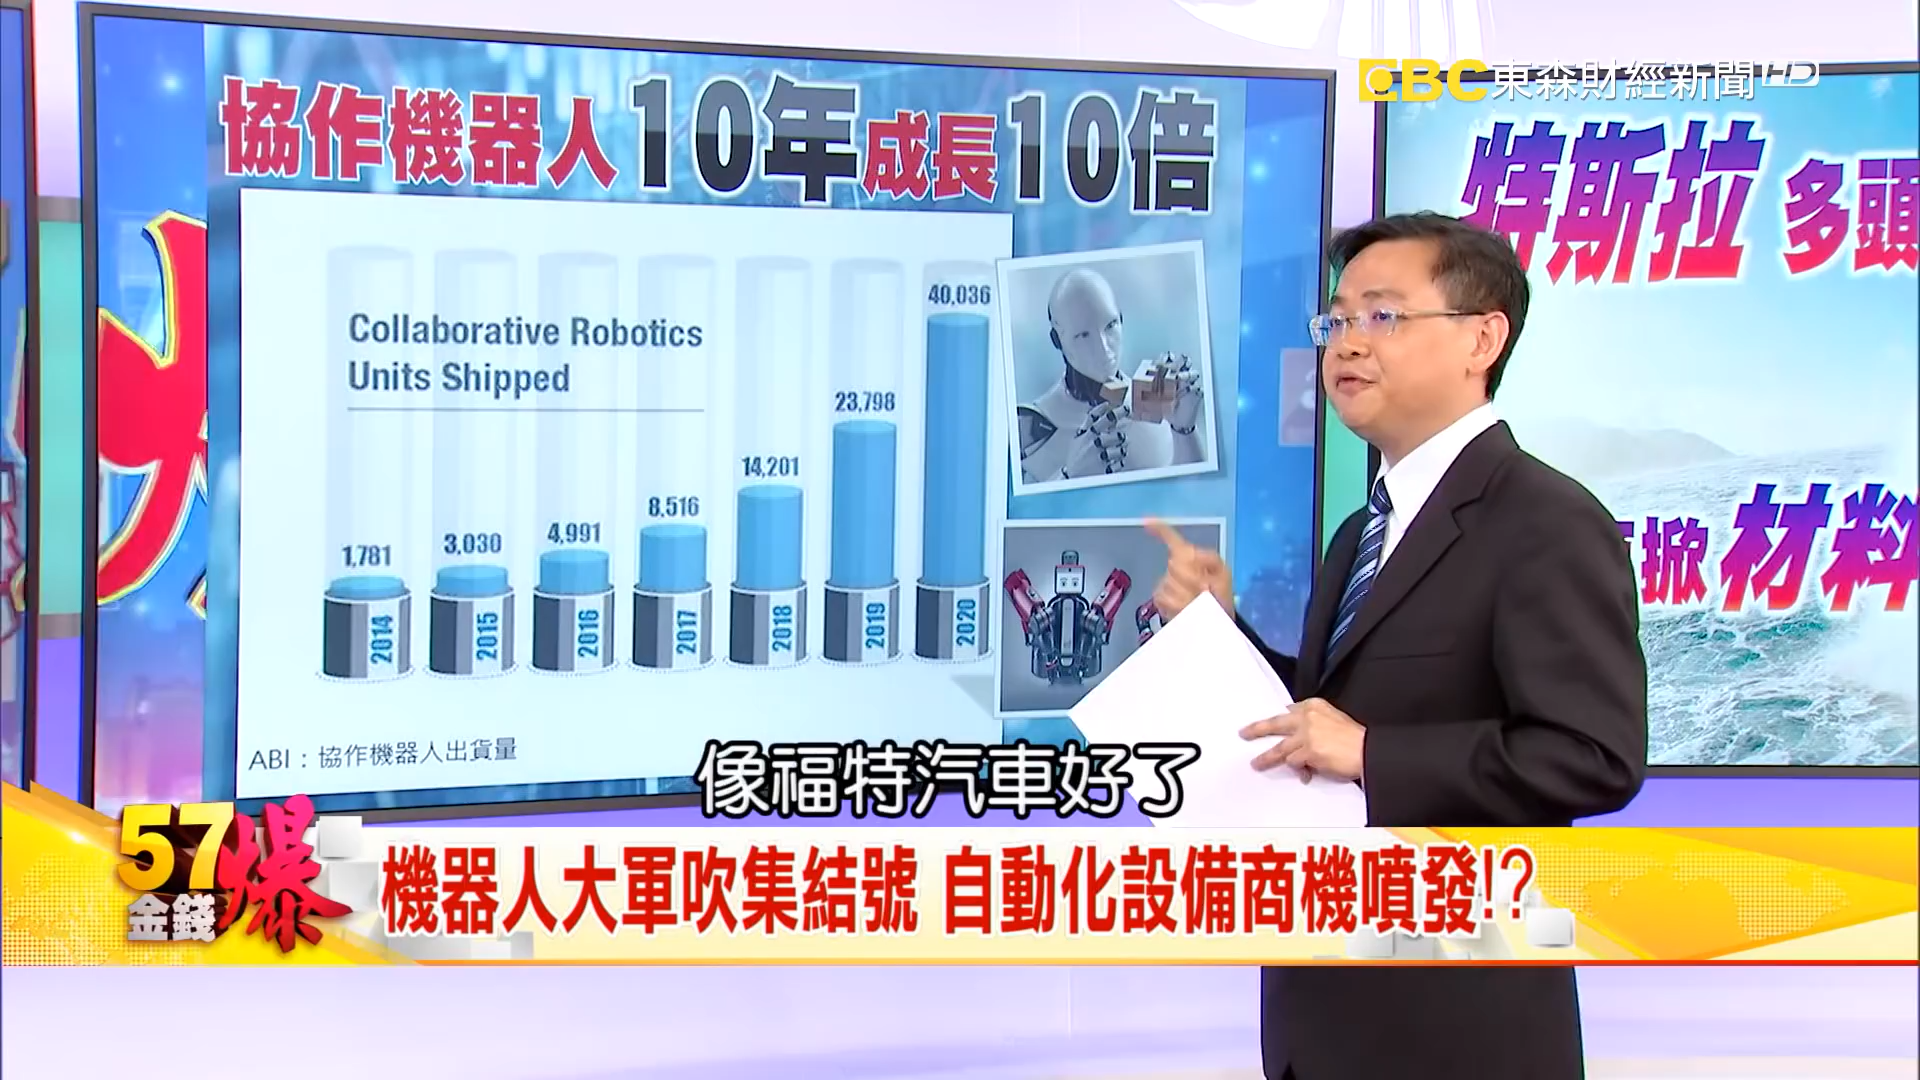 EBC東森財經新聞HD
協作機器人10年成長10倍
特斯拉 多頭
掀 材料
Collaborative Robotics
Units Shipped
1,781
3,030
4,991
8,516
14,201
23,798
40,036
2014
2015
2016
2017
2018
2019
2020
ABI：協作機器人出貨量
像福特汽車好了
57
金錢
爆
機器人大軍吹集結號 自動化設備商機噴發!?